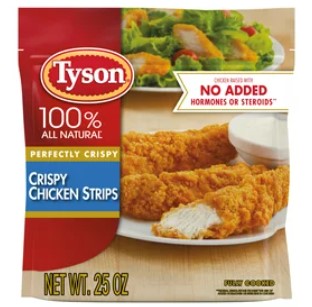 Tyson
100%
ALL NATURAL*
PERFECTLY CRISPY
CRISPY
CHICKEN STRIPS
CHICKEN RAISED WITH
NO ADDED
HORMONES OR STEROIDS**
NET WT. 25 OZ
FULLY COOKED